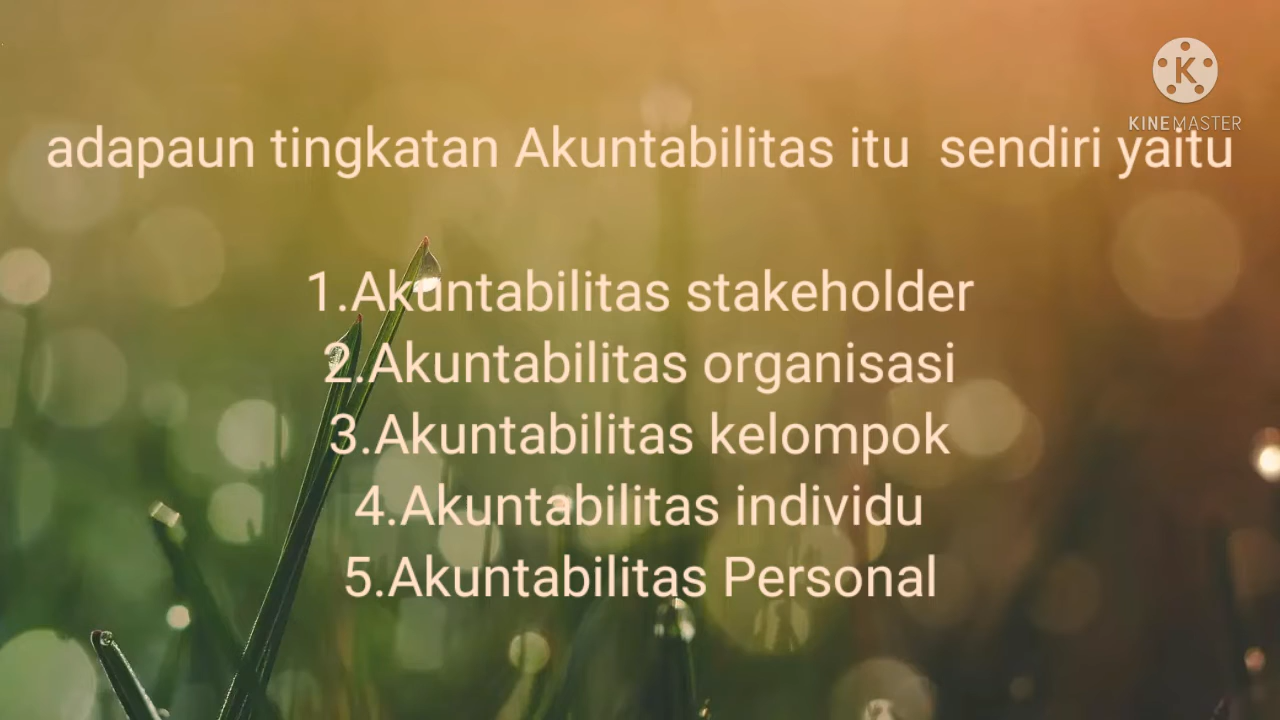 KINEMASTER
adapaun tingkatan Akuntabilitas itu  sendiri yaitu
1.Akuntabilitas stakeholder
2.Akuntabilitas organisasi
3.Akuntabilitas kelompok
4.Akuntabilitas individu
5.Akuntabilitas Personal